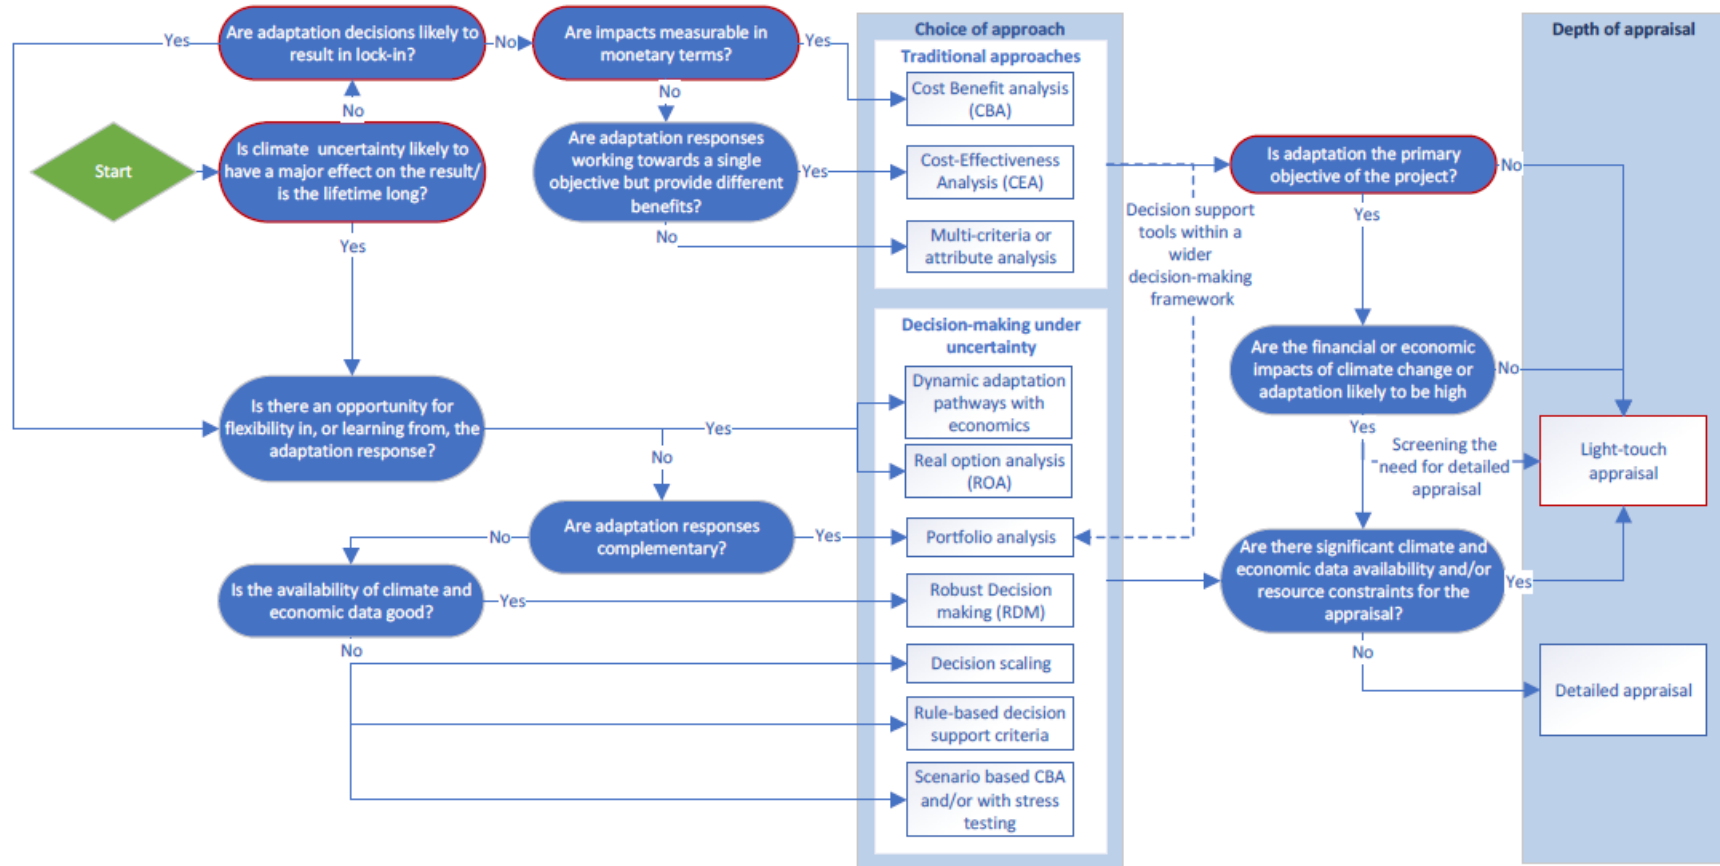 Choice of approach
Depth of appraisal
Yes
Are adaptation decisions likely to
result in lock-in?
No
Are impacts measurable in
monetary terms?
Yes
Traditional approaches
Cost Benefit analysis
(CBA)
No
No
Start
Is climate uncertainty likely to
have a major effect on the result/
is the lifetime long?
Are adaptation responses
working towards a single
objective but provide different
benefits?
Yes
Cost-Effectiveness
Analysis (CEA)
Is adaptation the primary
objective of the project?
No
Yes
No
Multi-criteria or
attribute analysis
Decision support
tools within a
wider
decision-making
framework
Yes
Decision-making under
uncertainty
Are the financial or economic
impacts of climate change or
adaptation likely to be high
No
Is there an opportunity for
flexibility in, or learning from, the
adaptation response?
Yes
Dynamic adaptation
pathways with
economics
No
Real option analysis
(ROA)
Yes
Screening the
need for detailed
appraisal
Light-touch
appraisal
No
Are adaptation responses
complementary?
Yes
Portfolio analysis
Are there significant climate and
economic data availability and/or
resource constraints for the
appraisal?
Yes
Is the availability of climate and
economic data good?
Yes
Robust Decision
making (RDM)
No
Decision scaling
No
Detailed appraisal
Rule-based decision
support criteria
Scenario based CBA
and/or with stress
testing